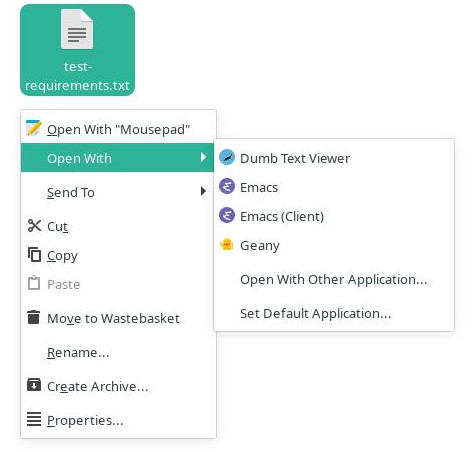 test-
requirements.txt
Open With "Mousepad"
Open With
Send To
Cut
Copy
Paste
Move to Wastebasket
Rename...
Create Archive...
Properties...
Dumb Text Viewer
Emacs
Emacs (Client)
Geany
Open With Other Application...
Set Default Application...